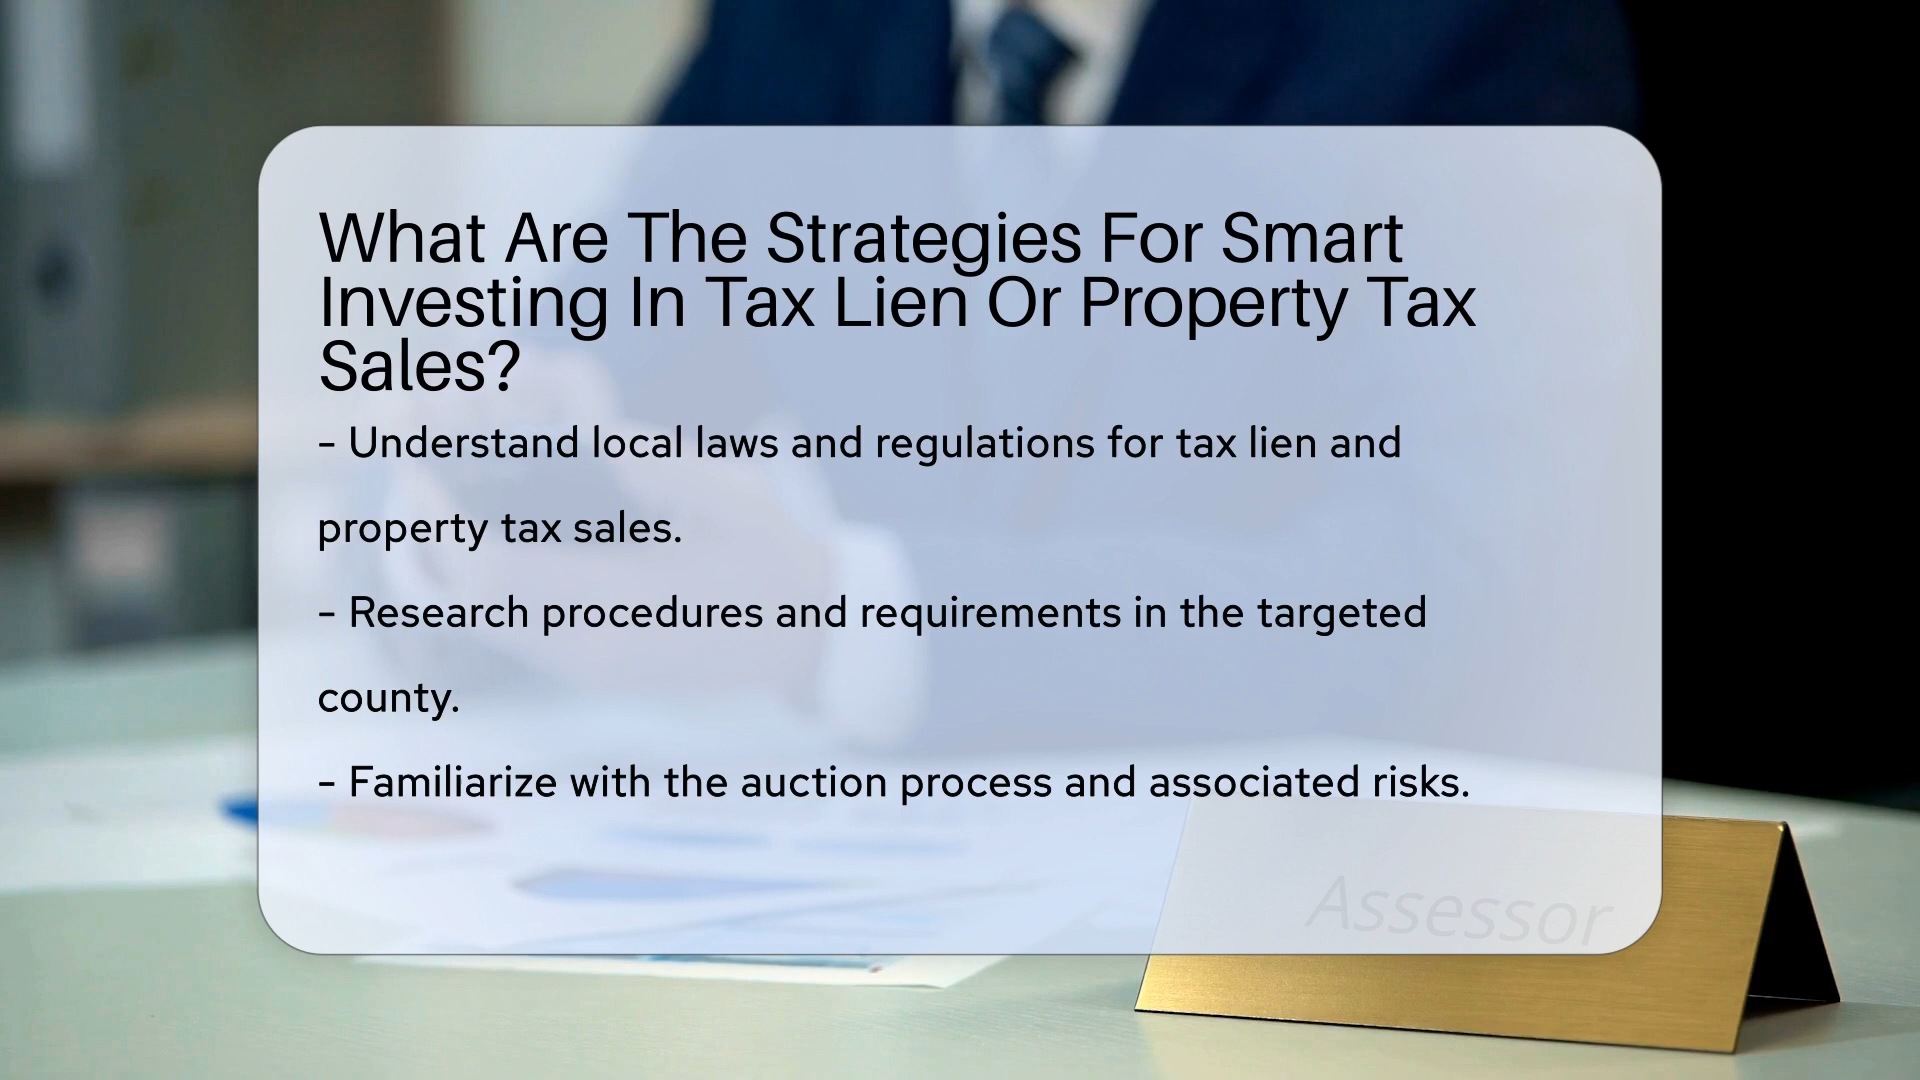 What Are The Strategies For Smart
Investing In Tax Lien Or Property Tax
Sales?
- Understand local laws and regulations for tax lien and
property tax sales.
- Research procedures and requirements in the targeted
county.
- Familiarize with the auction process and associated risks.
Assessor